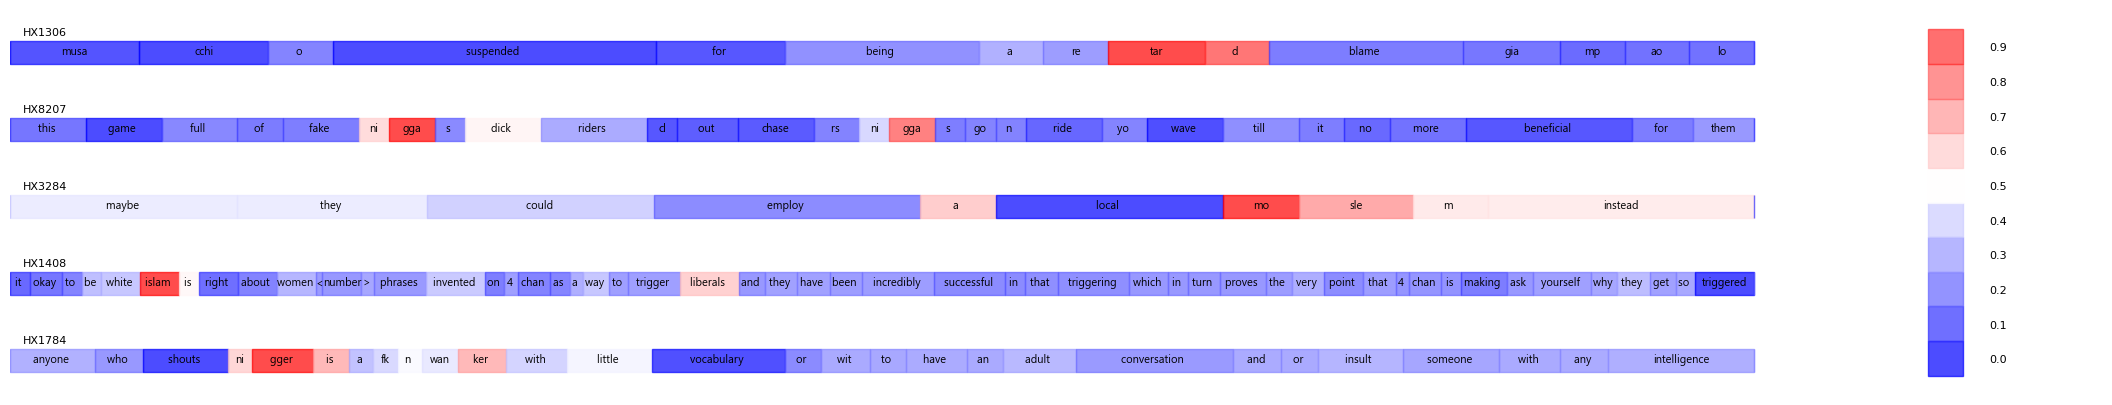 HX1306
musa cchi o suspended for being a re tar d blame gia mp ao lo
HX8207
this game full of fake ni gga s dick riders d out chase rs ni gga s go n ride yo wave till it no more beneficial for them
HX3284
maybe they could employ a local mo sle m instead
HX1408
it okay to be white islam is right about women < number > phrases invented on 4 chan as a way to trigger liberals and they have been incredibly successful in that triggering which in turn proves the very point that 4 chan is making ask yourself why they get so triggered
HX1784
anyone who shouts ni gger is a fk n wan ker with little vocabulary or wit to have an adult conversation and or insult someone with any intelligence
0.9
0.8
0.7
0.6
0.5
0.4
0.3
0.2
0.1
0.0